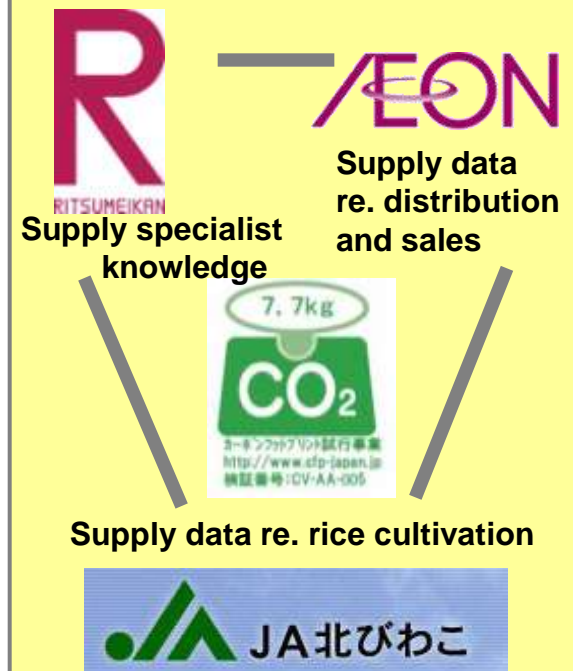 R
RITSUMEIKAN
Supply specialist
knowledge
ÆON
Supply data
re. distribution
and sales
7.7kg
CO2
カーボンフットプリント試行事業
http://www.cfp-japan.jp
検証番号:CV-AA-005
Supply data re. rice cultivation
JA北びわこ